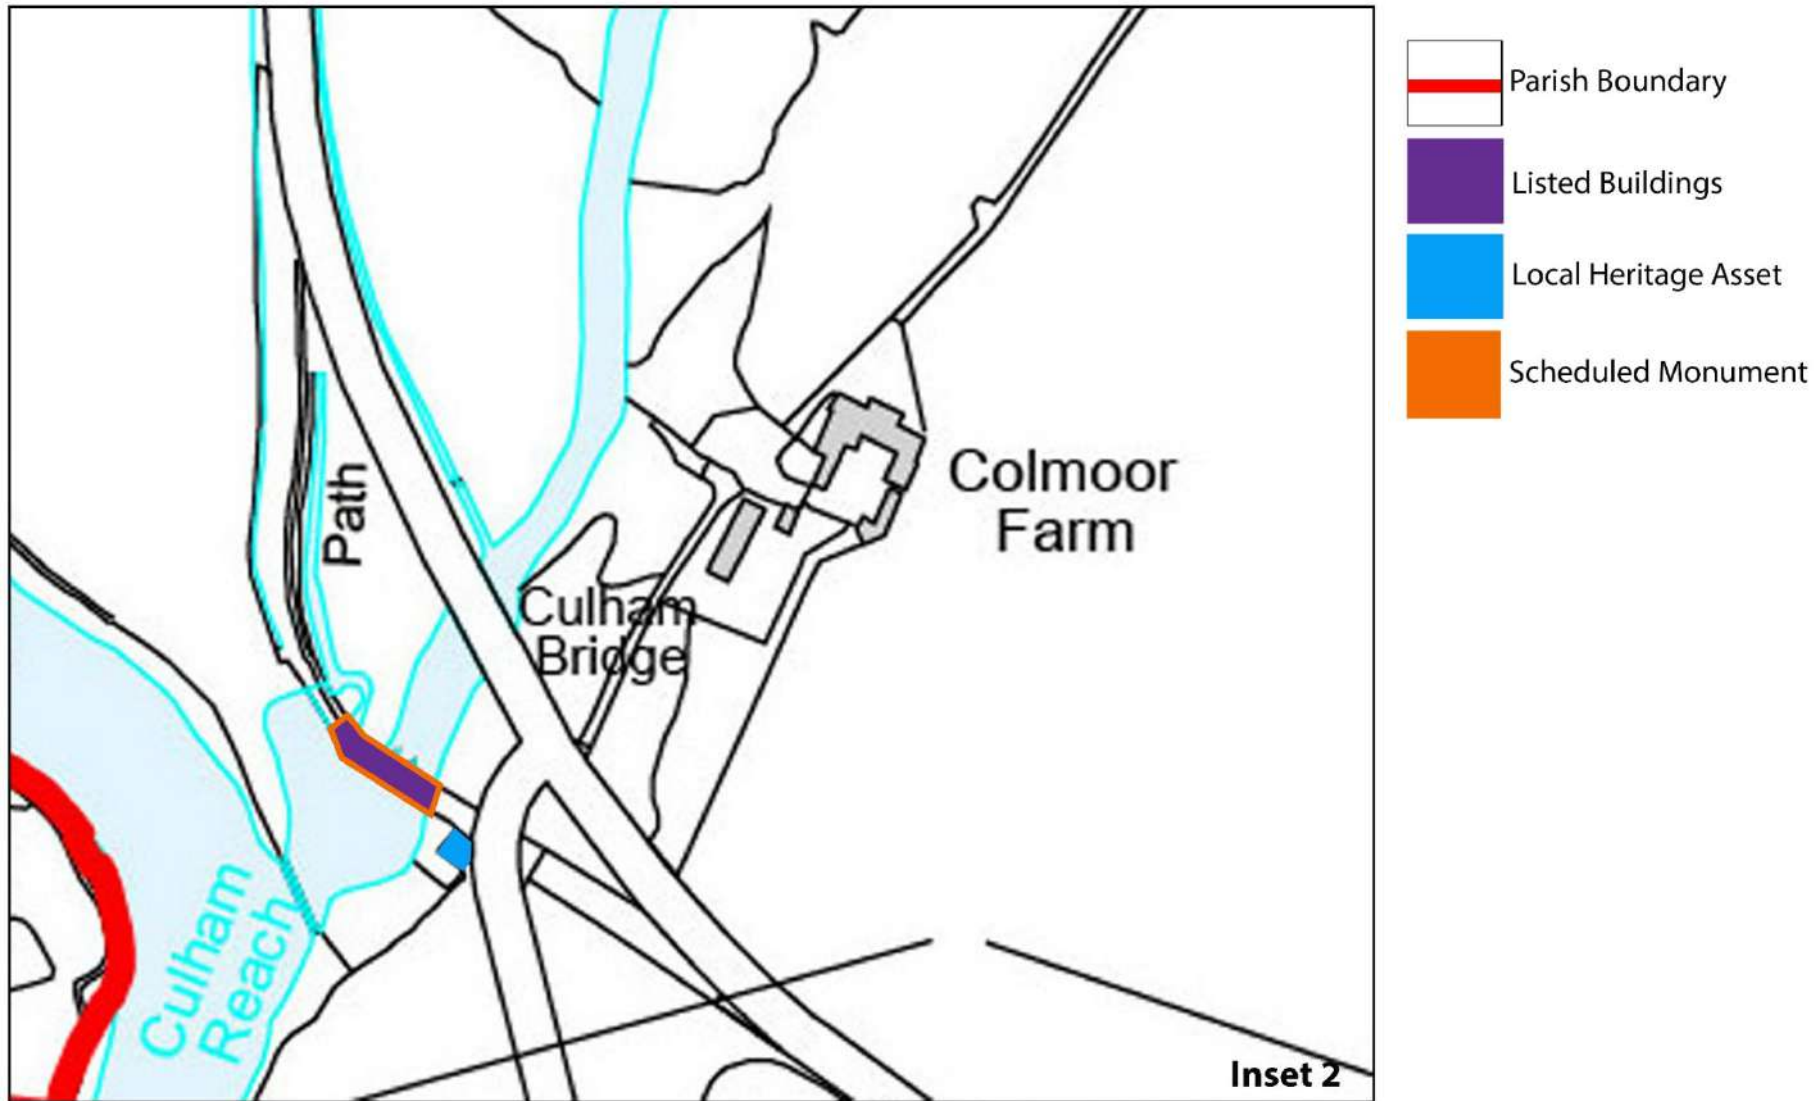 Parish Boundary
Listed Buildings
Local Heritage Asset
Scheduled Monument
Path
Colmoor
Farm
Culham
Bridge
Culham
Reach
Inset 2